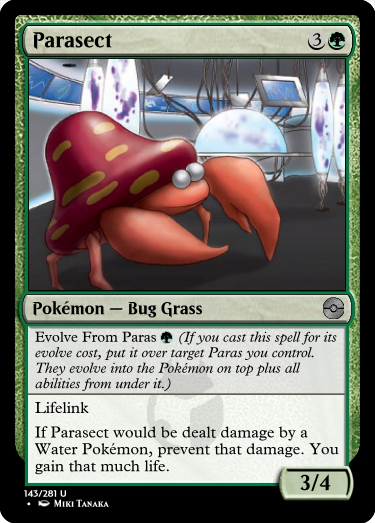 Parasect 3
Pokémon — Bug Grass
Evolve From Paras (If you cast this spell for its
evolve cost, put it over target Paras you control.
They evolve into the Pokémon on top plus all
abilities from under it.)
Lifelink
If Parasect would be dealt damage by a
Water Pokémon, prevent that damage. You
gain that much life.
3/4
143/281 U
• Miki Tanaka